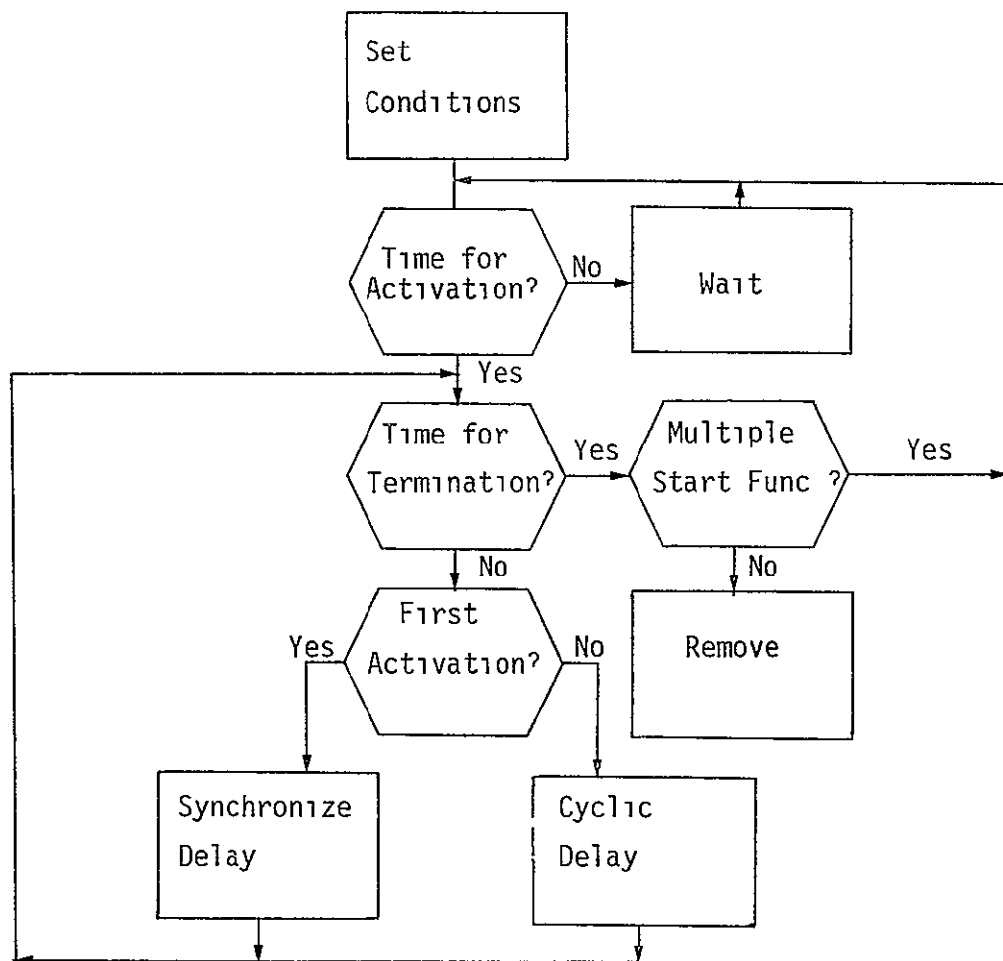 Set
Conditions
Time for
Activation?
No
Wait
Yes
Time for
Termination?
Yes
Multiple
Start Func ?
Yes
No
No
First
Activation?
Yes
No
Remove
Synchronize
Delay
Cyclic
Delay